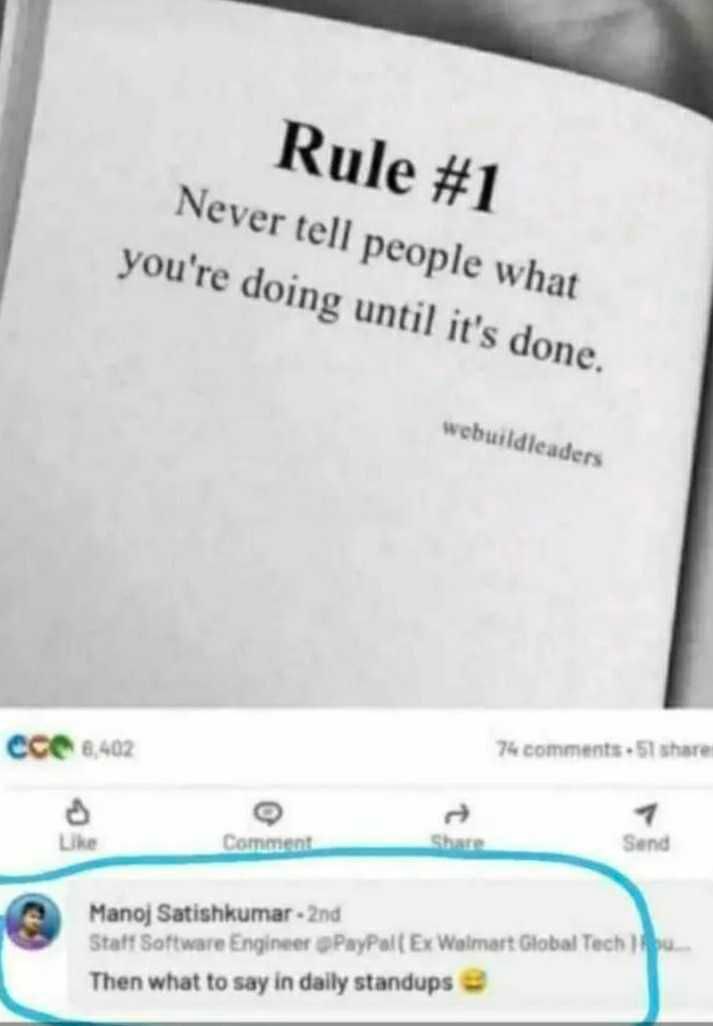 Rule #1
Never tell people what
you're doing until it's done.
webuildleaders
6,402
74 comments • 51 shares
Like Comment Share Send
Manoj Satishkumar • 2nd
Staff Software Engineer @PayPal ( Ex Walmart Global Tech )
Then what to say in daily standups 😅